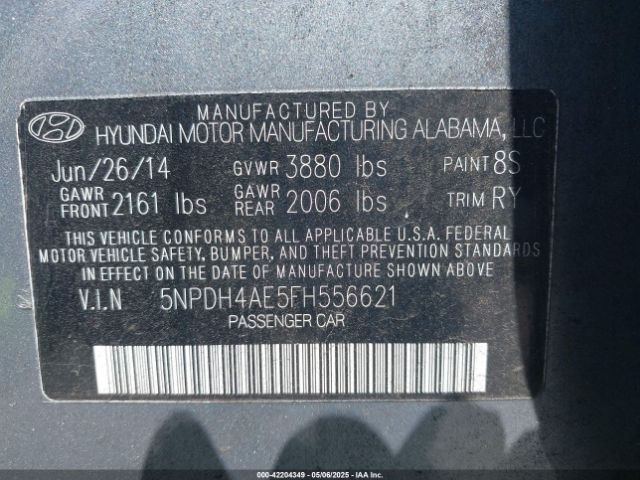 MANUFACTURED BY
HYUNDAI MOTOR MANUFACTURING ALABAMA, LLC
Jun/26/14 GVWR 3880 lbs PAINT 8S
GAWR FRONT 2161 lbs GAWR REAR 2006 lbs TRIM RY
THIS VEHICLE CONFORMS TO ALL APPLICABLE U.S.A. FEDERAL
MOTOR VEHICLE SAFETY, BUMPER, AND THEFT PREVENTION STANDARDS
IN EFFECT ON THE DATE OF MANUFACTURE SHOWN ABOVE.
V.I.N 5NPDH4AE5FH556621
PASSENGER CAR
000-42204349 - 05/06/2025 - IAA Inc.